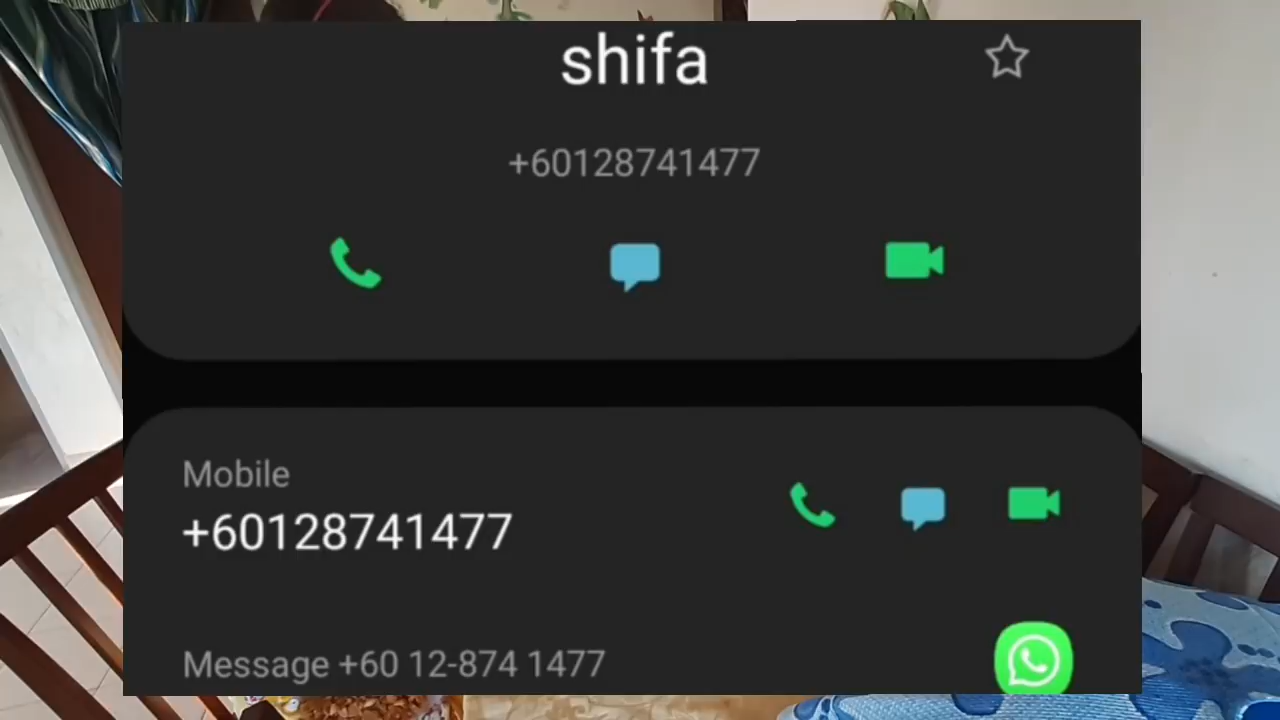 shifa
+60128741477
Mobile
+60128741477
Message +60 12-874 1477